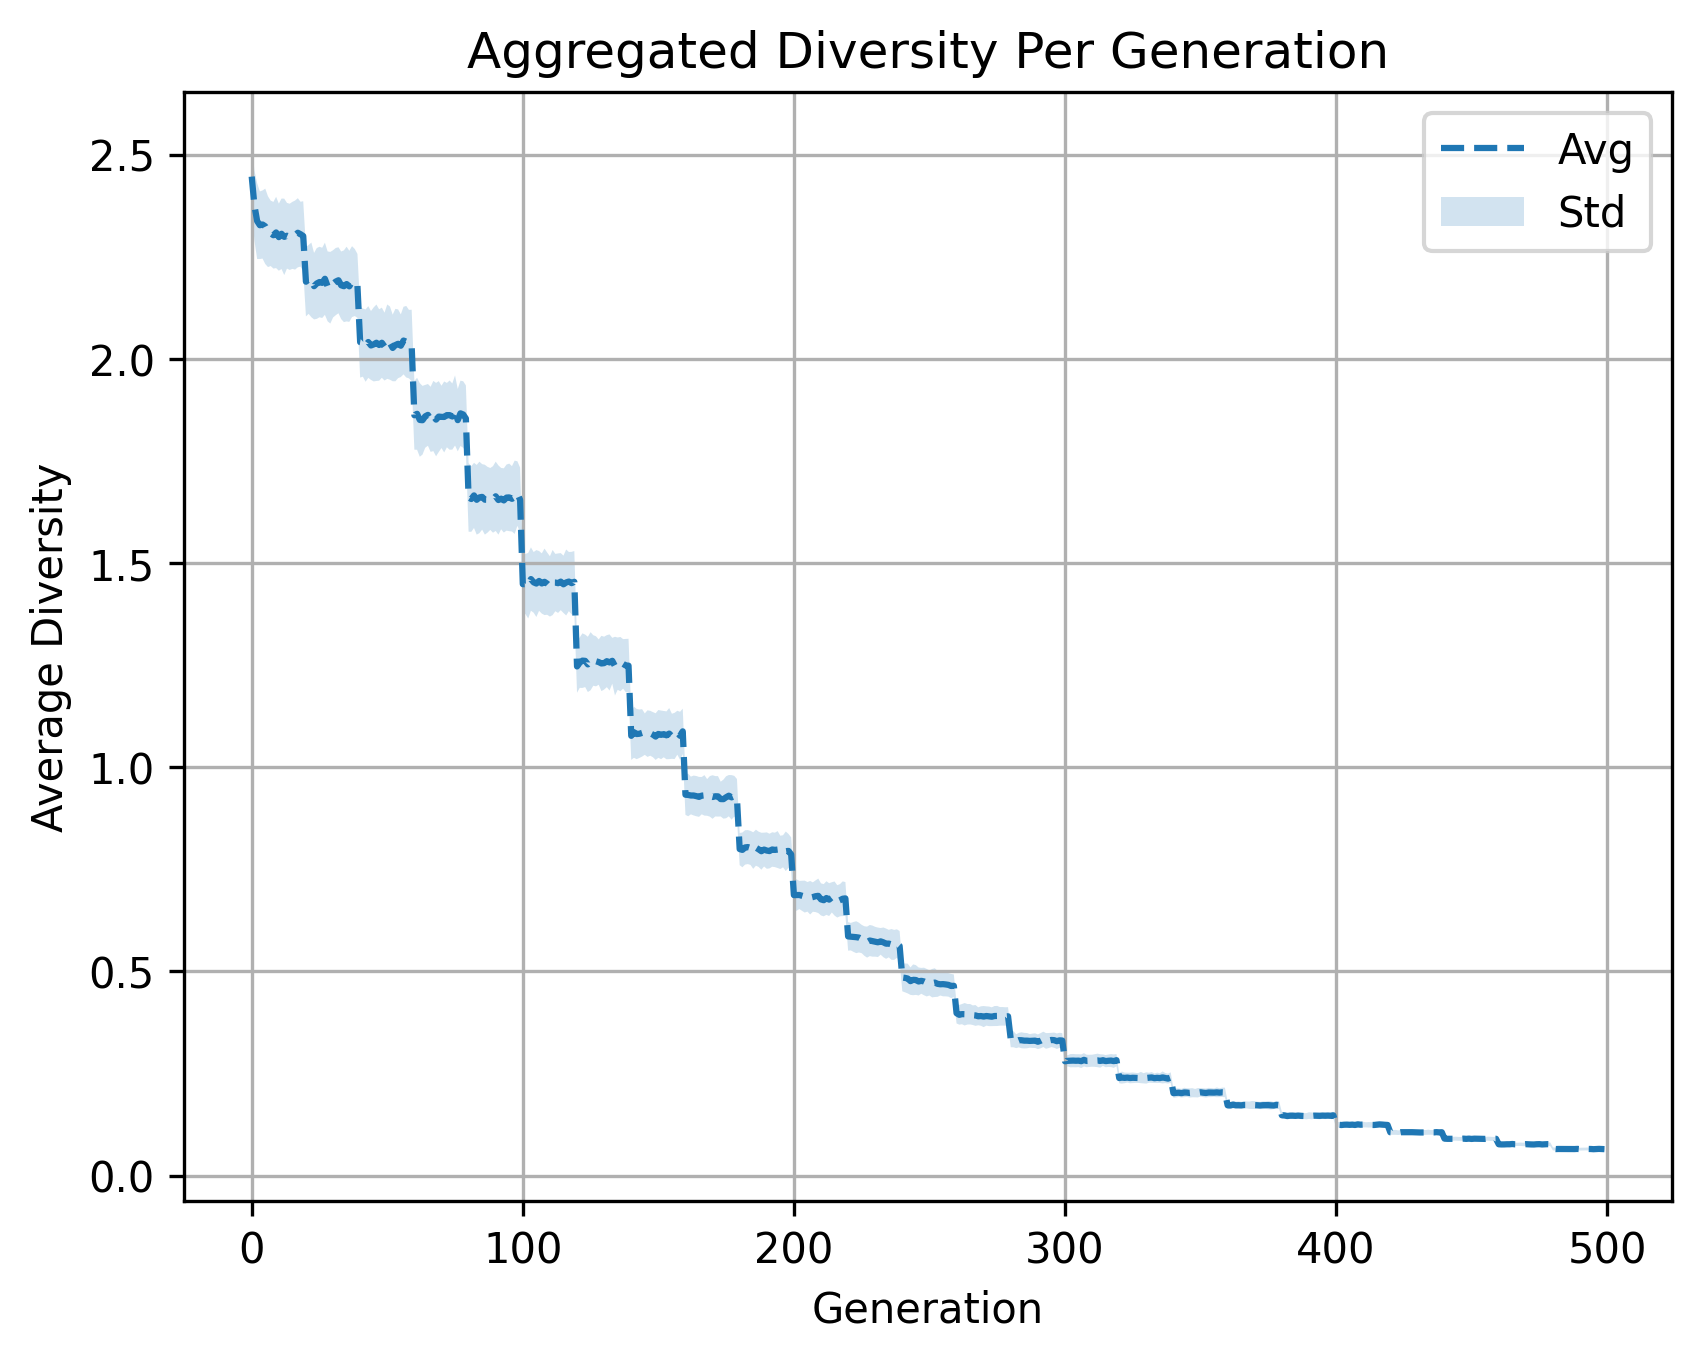 Aggregated Diversity Per Generation
Avg
Std
2.5
2.0
1.5
1.0
0.5
0.0
Average Diversity
0 100 200 300 400 500
Generation